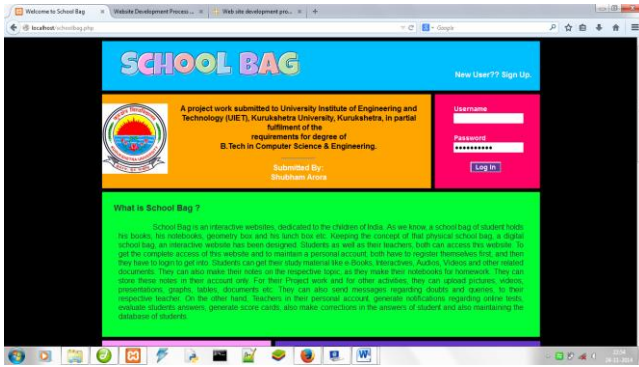 Welcome to School Bag
Website Development Process ...
Web site development pro...
localhost/schoolbag.php
Google
SCHOOL BAG
New User?? Sign Up.
A project work submitted to University Institute of Engineering and
Technology (UIET), Kurukshetra University, Kurukshetra, in partial
fulfilment of the
requirements for degree of
B.Tech in Computer Science & Engineering.
Submitted By:
Shubham Arora
Username
Password
Log In
What is School Bag ?
School Bag is an interactive websites, dedicated to the children of India. As we know, a school bag of student holds
his books, his notebooks, geometry box and his lunch box etc. Keeping the concept of that physical school bag, a digital
school bag, an interactive website has been designed. Students as well as their teachers, both can access this website. To
get the complete access of this website and to maintain a personal account, both have to register themselves first, and then
they have to login to get into. Students can get their study material like e-Books, Interactives, Audios, Videos and other related
documents. They can also make their notes on the respective topic, as they make their notebooks for homework. They can
store these notes in their account only. For their Project work and for other activities, they can upload pictures, videos,
presentations, graphs, tables, documents etc. They can also send messages regarding doubts and queries, to their
respective teacher. On the other hand, Teachers in their personal account, generate notifications regarding online tests,
evaluate students answers, generate score cards, also make corrections in the answers of student and also maintaining the
database of students.